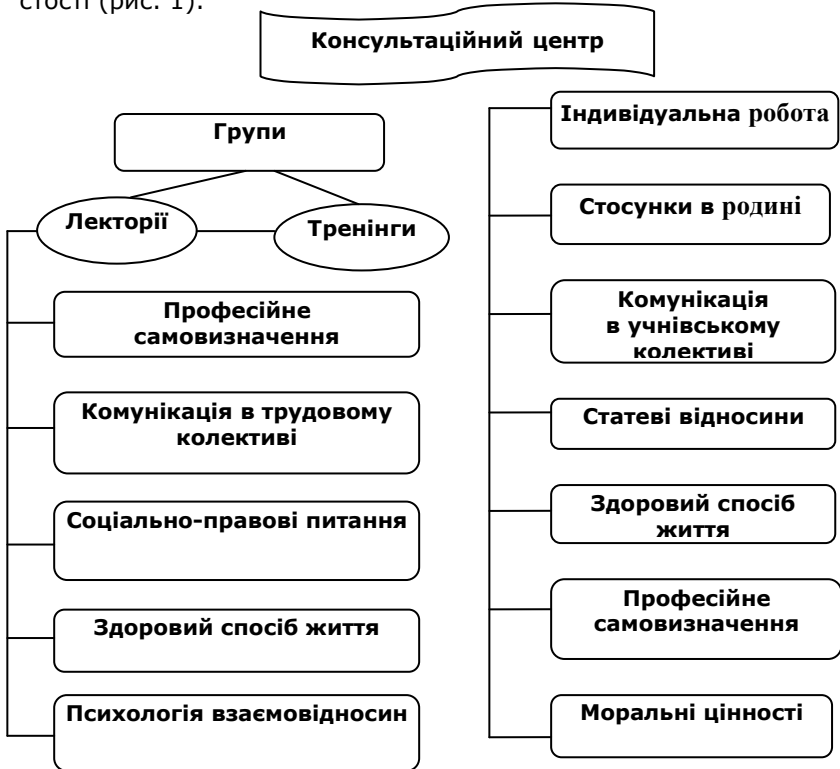 стості (рис. 1).
Консультаційний центр
Групи
Лекторії
Тренінги
Професійне
самовизначення
Комунікація в трудовому
колективі
Соціально-правові питання
Здоровий спосіб життя
Психологія взаємовідносин
Індивідуальна робота
Стосунки в родині
Комунікація
в учнівському
колективі
Статеві відносини
Здоровий спосіб
життя
Професійне
самовизначення
Моральні цінності